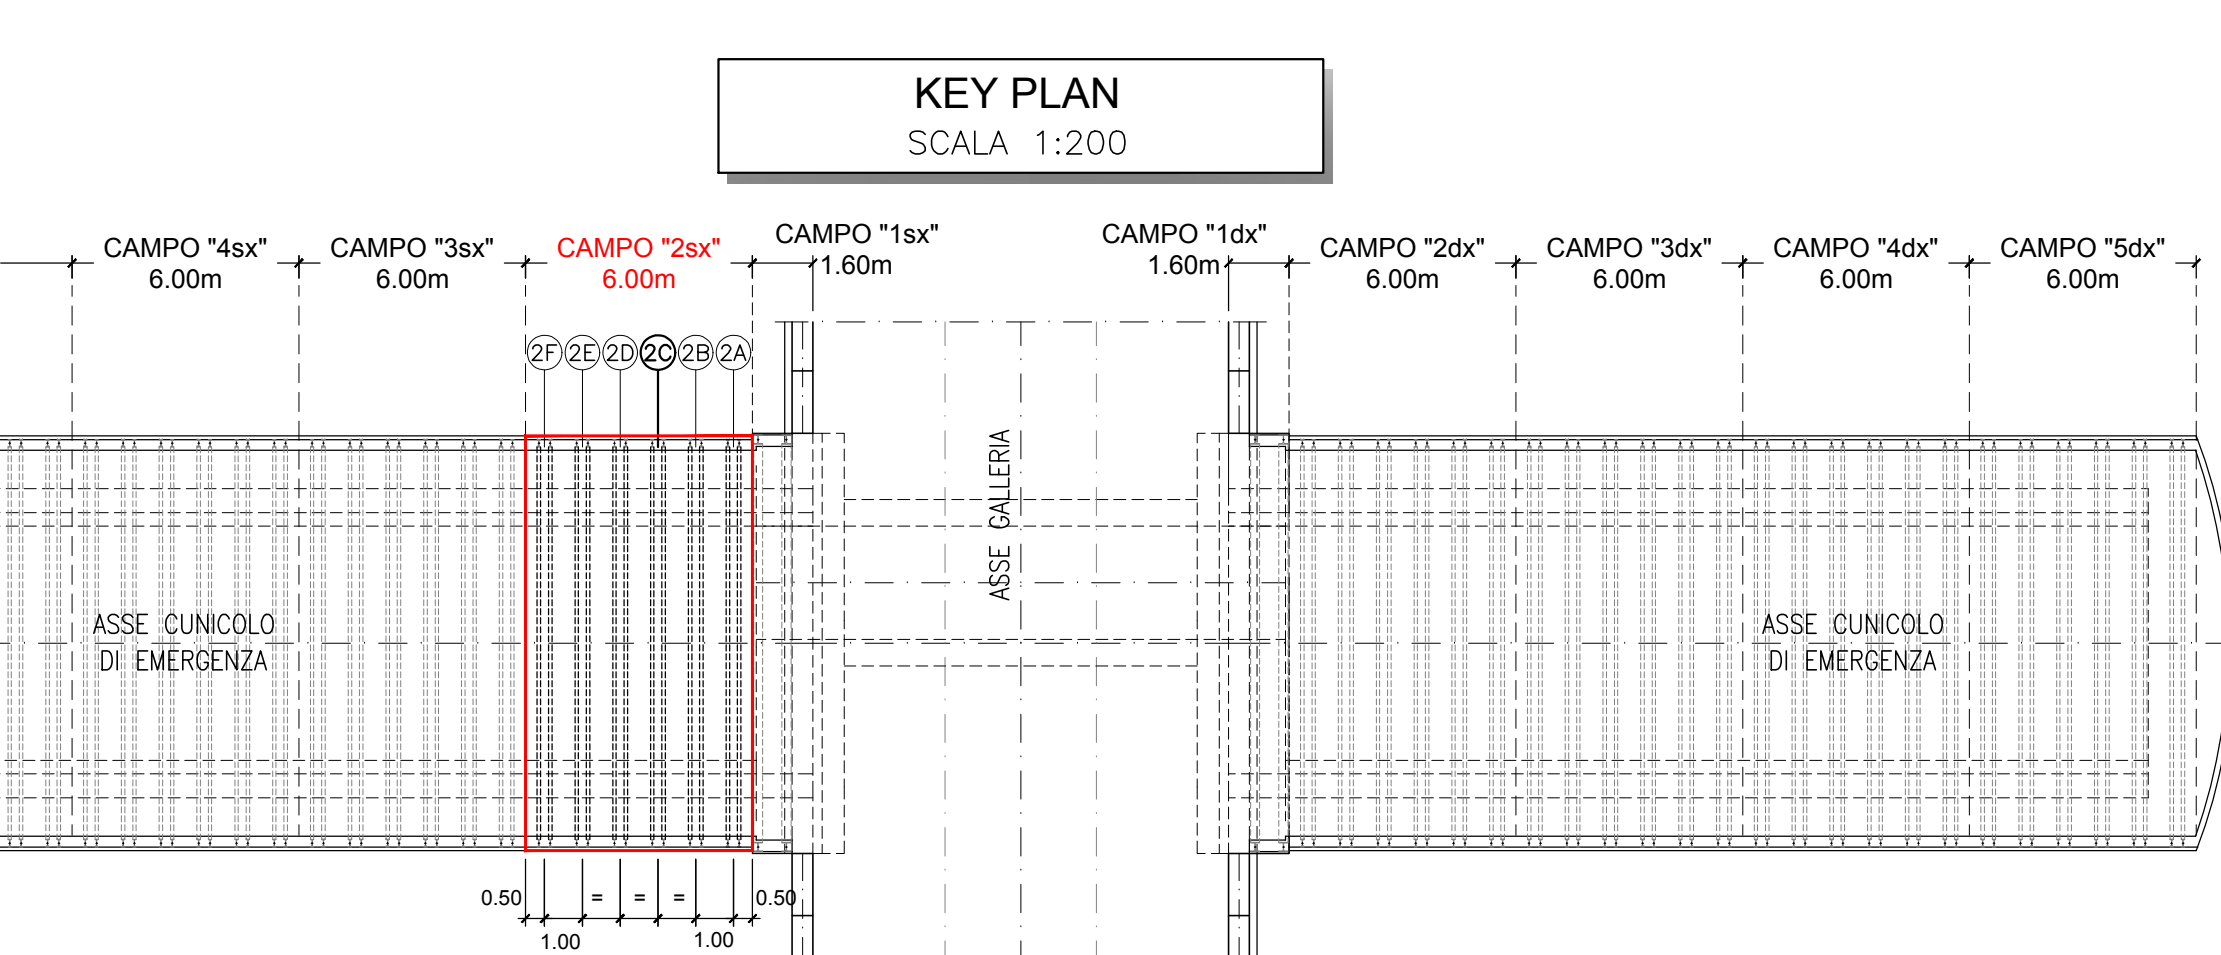 KEY PLAN
SCALA 1:200
CAMPO "4sx"
6.00m
CAMPO "3sx"
6.00m
CAMPO "2sx"
6.00m
CAMPO "1sx"
1.60m
CAMPO "1dx"
1.60m
CAMPO "2dx"
6.00m
CAMPO "3dx"
6.00m
CAMPO "4dx"
6.00m
CAMPO "5dx"
6.00m
2F 2E 2D 2C 2B 2A
ASSE GALLERIA
ASSE CUNICOLO
DI EMERGENZA
ASSE CUNICOLO
DI EMERGENZA
0.50 = = = 0.50
1.00 1.00